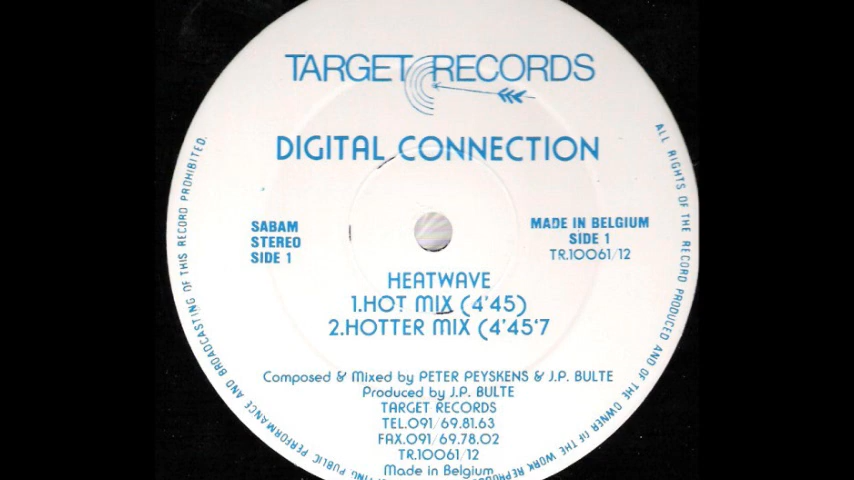 TARGET RECORDS
DIGITAL CONNECTION
SABAM
STEREO
SIDE 1
MADE IN BELGIUM
SIDE 1
TR.10061/12
HEATWAVE
1.HOT MIX (4'45)
2.HOTTER MIX (4'45'7
Composed & Mixed by PETER PEYSKENS & J.P. BULTE
Produced by J.P. BULTE
TARGET RECORDS
TEL.091/69.81.63
FAX.091/69.78.02
TR.10061/12
Made in Belgium
ALL RIGHTS OF THE RECORD PRODUCED AND OF THE OWNER OF THE WORK
PUBLIC PERFORMANCE AND BROADCASTING OF THIS RECORD PROHIBITED.